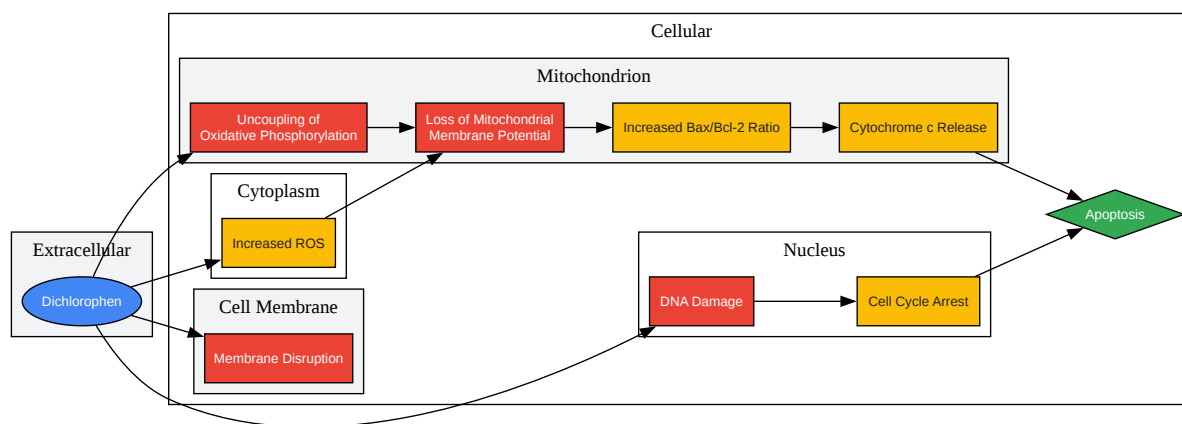 Cellular
Mitochondrion
Uncoupling of
Oxidative Phosphorylation
Loss of Mitochondrial
Membrane Potential
Increased Bax/Bcl-2 Ratio
Cytochrome c Release
Cytoplasm
Increased ROS
Apoptosis
Extracellular
Dichlorophen
Nucleus
DNA Damage
Cell Cycle Arrest
Cell Membrane
Membrane Disruption